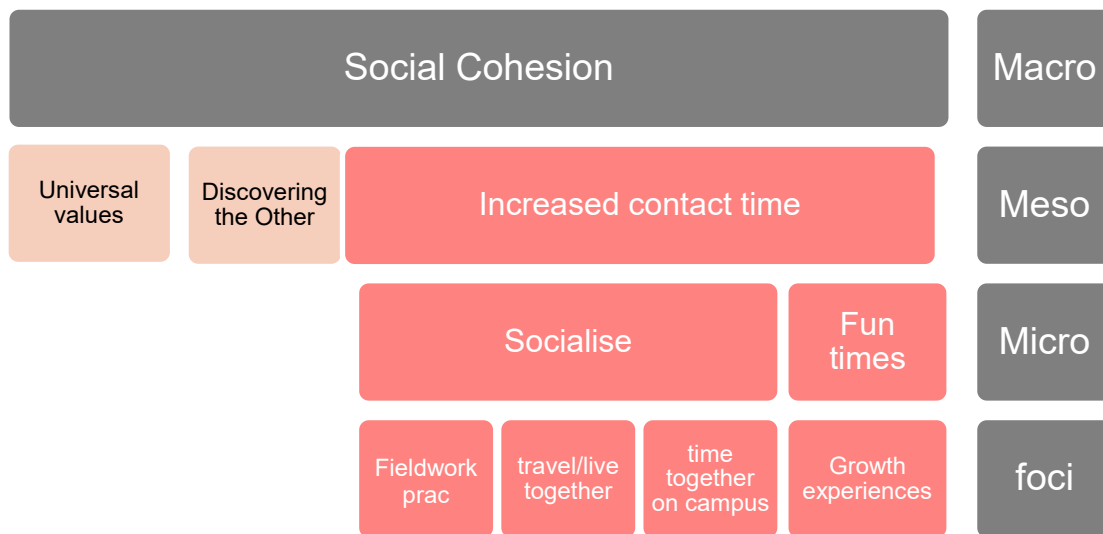 Social Cohesion
Macro
Universal
values
Discovering
the Other
Increased contact time
Meso
Socialise
Fun
times
Micro
Fieldwork
prac
travel/live
together
time
together
on campus
Growth
experiences
foci